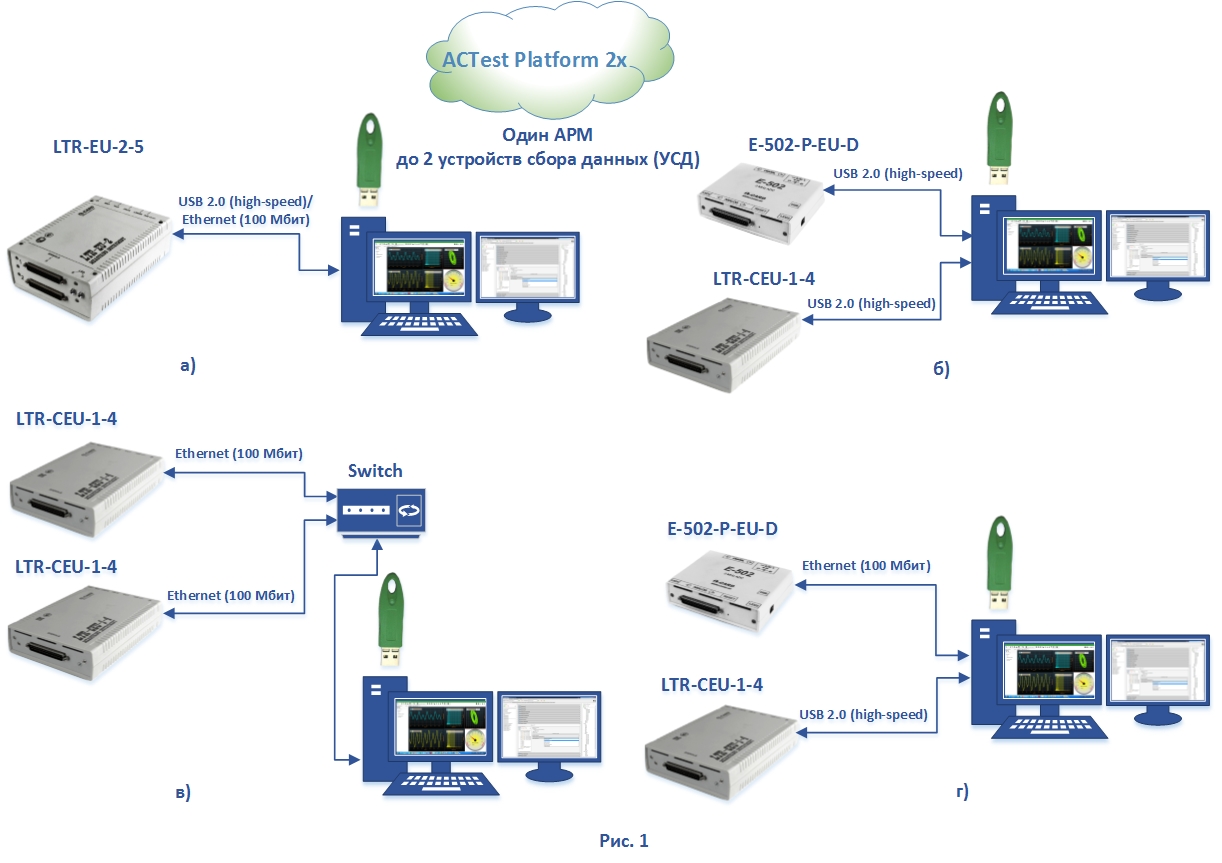 ACTest Platform 2x
Один АРМ
до 2 устройств сбора данных (УСД)
LTR-EU-2-5
USB 2.0 (high-speed)/
Ethernet (100 Мбит)
а)
E-502-P-EU-D
USB 2.0 (high-speed)
E-502
LTR-CEU-1-4
USB 2.0 (high-speed)
б)
LTR-CEU-1-4
Ethernet (100 Мбит)
Switch
LTR-CEU-1-4
Ethernet (100 Мбит)
в)
E-502-P-EU-D
Ethernet (100 Мбит)
E-502
LTR-CEU-1-4
USB 2.0 (high-speed)
г)
Рис. 1